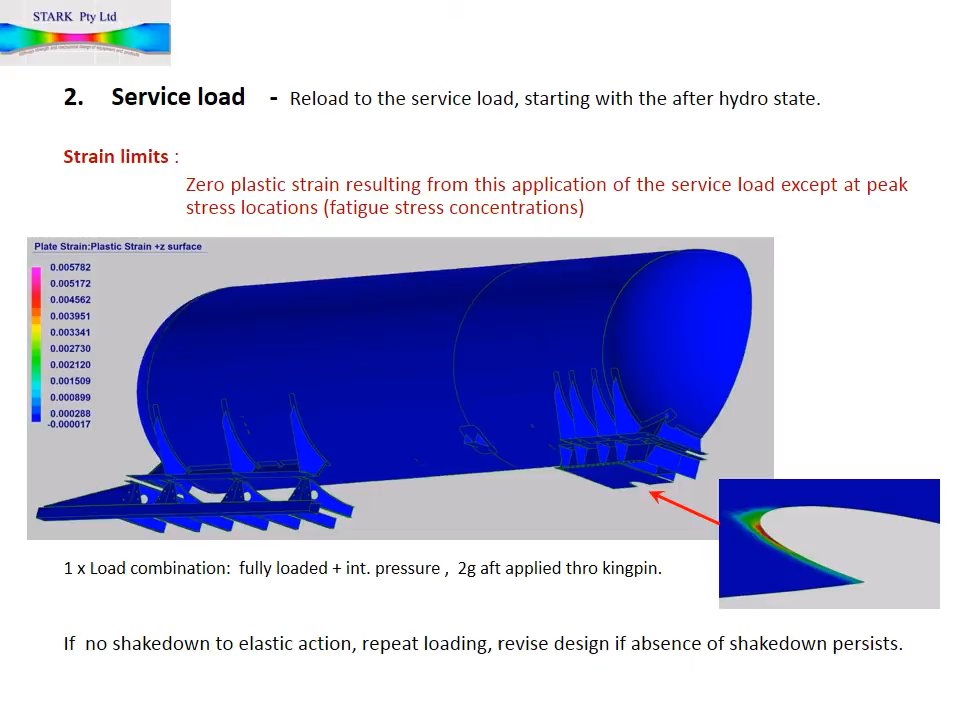 STARK Pty Ltd
2. Service load - Reload to the service load, starting with the after hydro state.
Strain limits :
Zero plastic strain resulting from this application of the service load except at peak
stress locations (fatigue stress concentrations)
Plate Strain:Plastic Strain +z surface
0.005782
0.005172
0.004562
0.003951
0.003341
0.002730
0.002120
0.001509
0.000899
0.000288
-0.000017
1 x Load combination: fully loaded + int. pressure , 2g aft applied thro kingpin.
If no shakedown to elastic action, repeat loading, revise design if absence of shakedown persists.